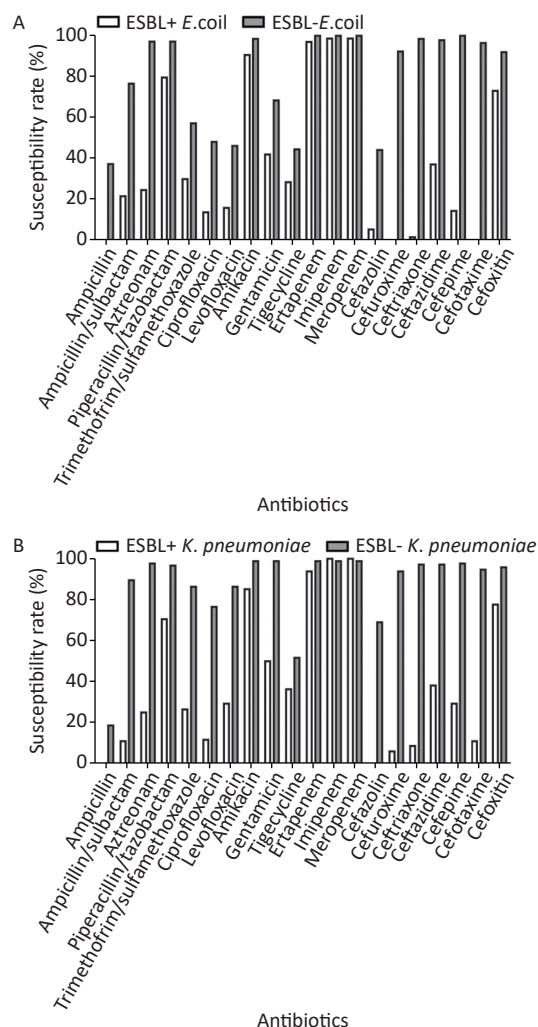 A
ESBL+ E.coil
ESBL-E.coil
Susceptibility rate (%)
100
80
60
40
20
0
Ampicillin
Ampicillin/sulbactam
Aztreonam
Piperacillin/tazobactam
Trimethofrim/sulfamethoxazole
Ciprofloxacin
Levofloxacin
Amikacin
Gentamicin
Tigecycline
Ertapenem
Imipenem
Meropenem
Cefazolin
Cefuroxime
Ceftriaxone
Ceftazidime
Cefepime
Cefotaxime
Cefoxitin
Antibiotics
B
ESBL+ K. pneumoniae
ESBL- K. pneumoniae
Susceptibility rate (%)
100
80
60
40
20
0
Ampicillin
Ampicillin/sulbactam
Aztreonam
Piperacillin/tazobactam
Trimethofrim/sulfamethoxazole
Ciprofloxacin
Levofloxacin
Amikacin
Gentamicin
Tigecycline
Ertapenem
Imipenem
Meropenem
Cefazolin
Cefuroxime
Ceftriaxone
Ceftazidime
Cefepime
Cefotaxime
Cefoxitin
Antibiotics